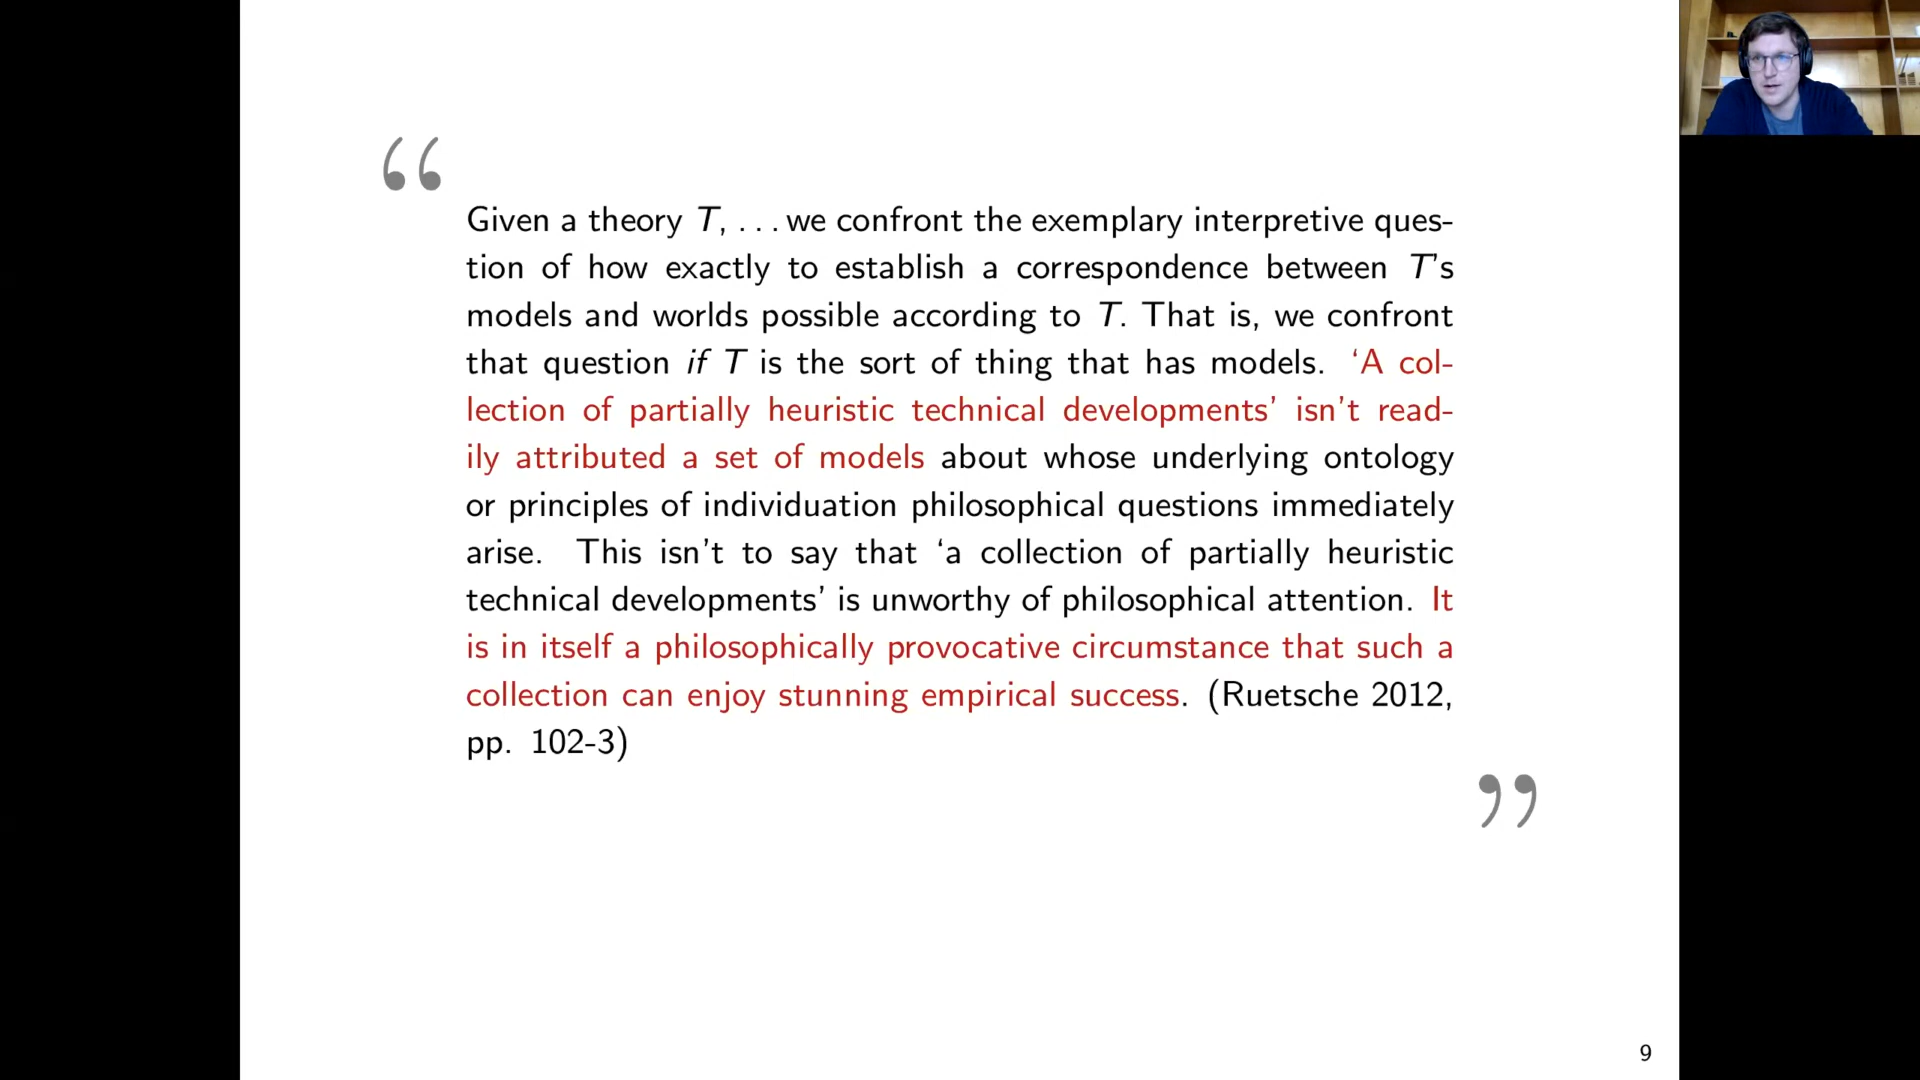 “
Given a theory T, . . . we confront the exemplary interpretive ques-
tion of how exactly to establish a correspondence between T’s
models and worlds possible according to T. That is, we confront
that question if T is the sort of thing that has models. ‘A col-
lection of partially heuristic technical developments’ isn’t read-
ily attributed a set of models about whose underlying ontology
or principles of individuation philosophical questions immediately
arise. This isn’t to say that ‘a collection of partially heuristic
technical developments’ is unworthy of philosophical attention. It
is in itself a philosophically provocative circumstance that such a
collection can enjoy stunning empirical success. (Ruetsche 2012,
pp. 102-3)
”
9